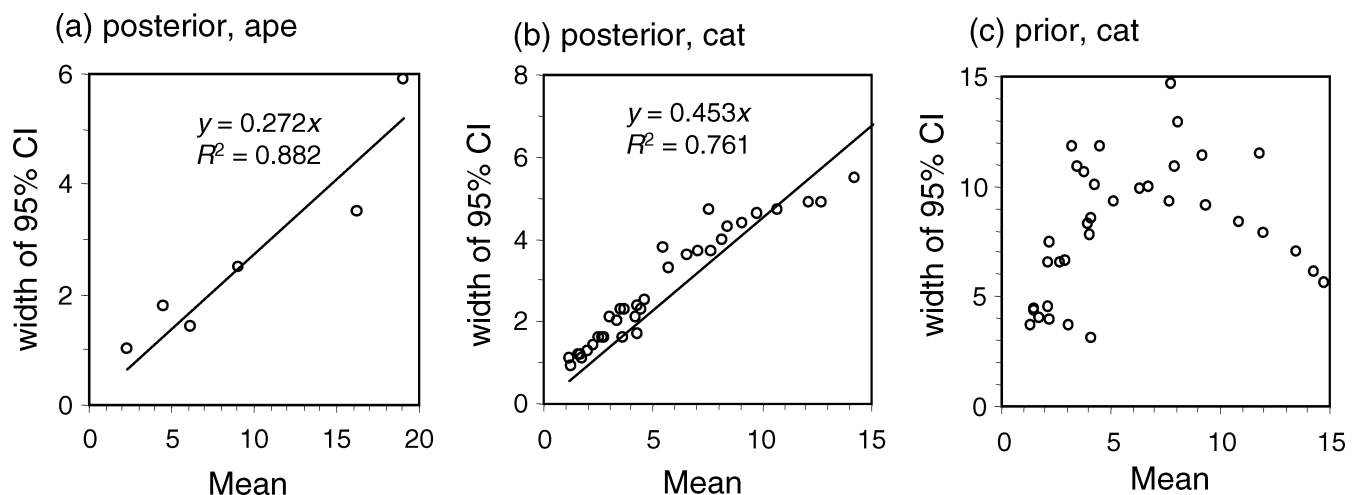 (a) posterior, ape
6
4
2
0
0 5 10 15 20
y = 0.272x
R² = 0.882
width of 95% CI
Mean
(b) posterior, cat
8
6
4
2
0
0 5 10 15
y = 0.453x
R² = 0.761
width of 95% CI
Mean
(c) prior, cat
15
10
5
0
0 5 10 15
width of 95% CI
Mean